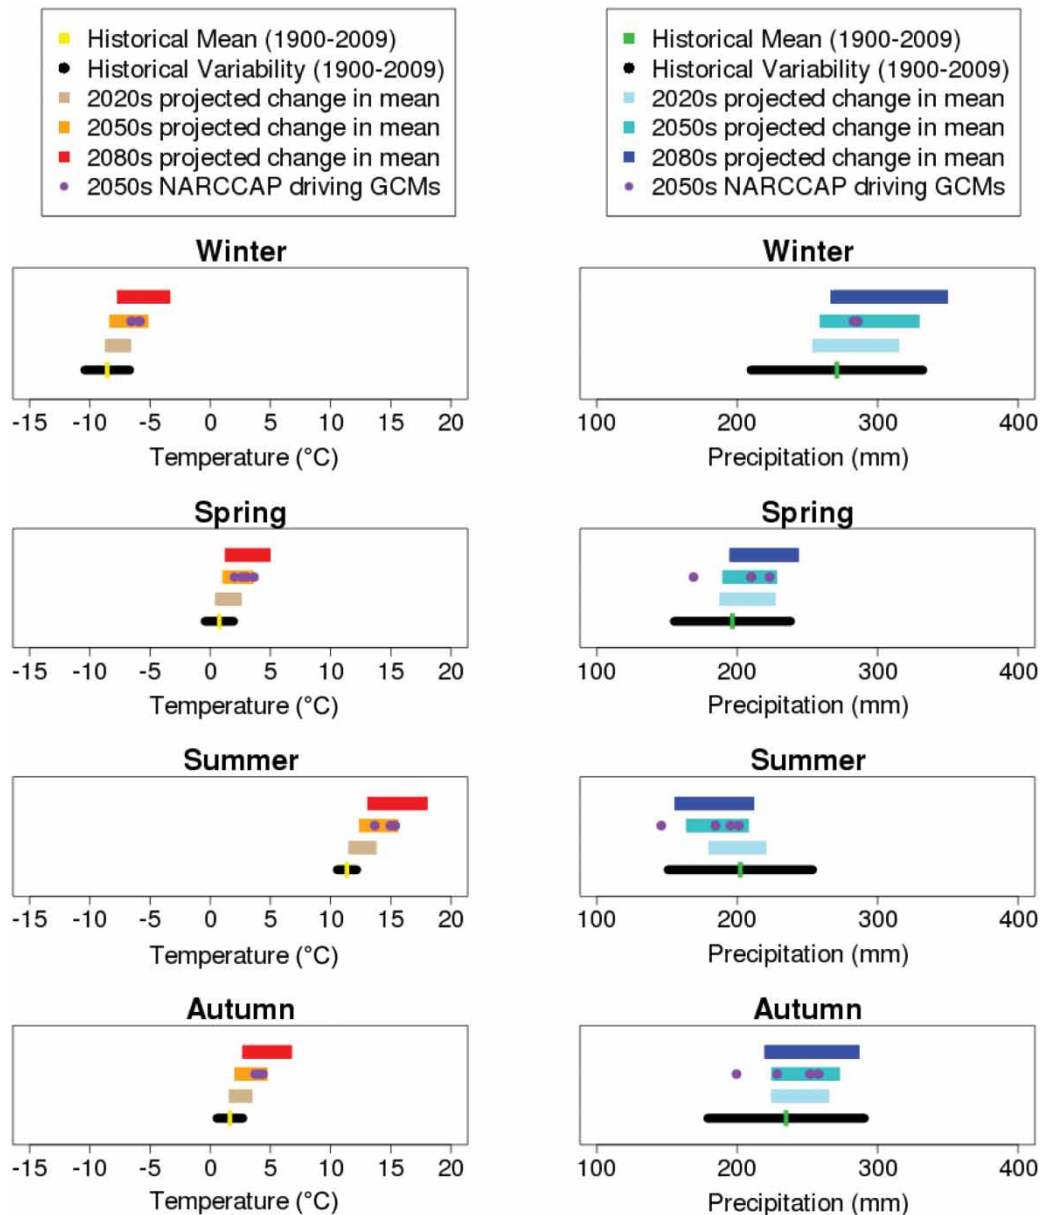 Historical Mean (1900-2009)
Historical Variability (1900-2009)
2020s projected change in mean
2050s projected change in mean
2080s projected change in mean
2050s NARCCAP driving GCMs
Historical Mean (1900-2009)
Historical Variability (1900-2009)
2020s projected change in mean
2050s projected change in mean
2080s projected change in mean
2050s NARCCAP driving GCMs
Winter
-15 -10 -5 0 5 10 15 20
Temperature (°C)
Winter
100 200 300 400
Precipitation (mm)
Spring
-15 -10 -5 0 5 10 15 20
Temperature (°C)
Spring
100 200 300 400
Precipitation (mm)
Summer
-15 -10 -5 0 5 10 15 20
Temperature (°C)
Summer
100 200 300 400
Precipitation (mm)
Autumn
-15 -10 -5 0 5 10 15 20
Temperature (°C)
Autumn
100 200 300 400
Precipitation (mm)